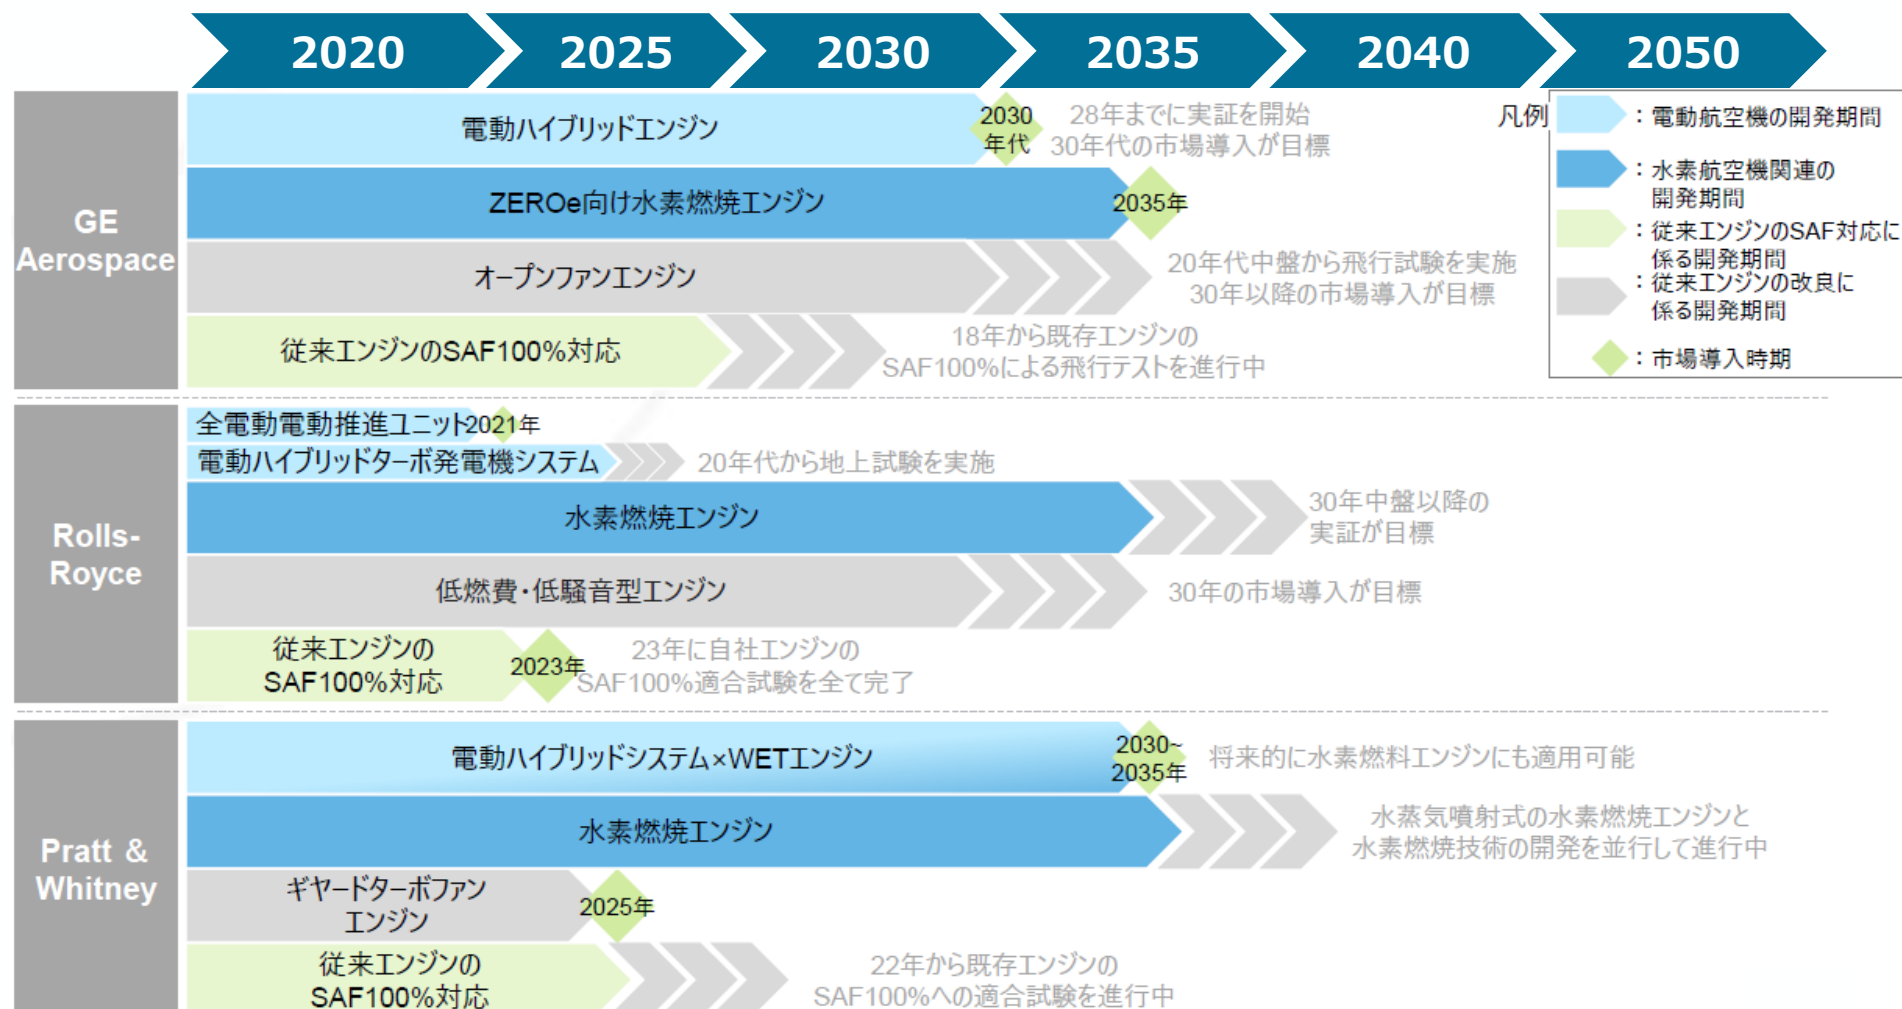 2020 2025 2030 2035 2040 2050
GE
Aerospace
電動ハイブリッドエンジン
2030
年代
28年までに実証を開始
30年代の市場導入が目標
ZEROe向け水素燃焼エンジン
2035年
オープンファンエンジン
20年代中盤から飛行試験を実施
30年以降の市場導入が目標
従来エンジンのSAF100%対応
18年から既存エンジンの
SAF100%による飛行テストを進行中
凡例
：電動航空機の開発期間
：水素航空機関連の
開発期間
：従来エンジンのSAF対応に
係る開発期間
：従来エンジンの改良に
係る開発期間
：市場導入時期
Rolls-
Royce
全電動電動推進ユニット
2021年
電動ハイブリッドターボ発電機システム
20年代から地上試験を実施
水素燃焼エンジン
30年中盤以降の
実証が目標
低燃費・低騒音型エンジン
30年の市場導入が目標
従来エンジンの
SAF100%対応
2023年
23年に自社エンジンの
SAF100%適合試験を全て完了
Pratt &
Whitney
電動ハイブリッドシステム×WETエンジン
2030~
2035年
将来的に水素燃料エンジンにも適用可能
水素燃焼エンジン
水蒸気噴射式の水素燃焼エンジンと
水素燃焼技術の開発を並行して進行中
ギヤードターボファン
エンジン
2025年
従来エンジンの
SAF100%対応
22年から既存エンジンの
SAF100%への適合試験を進行中